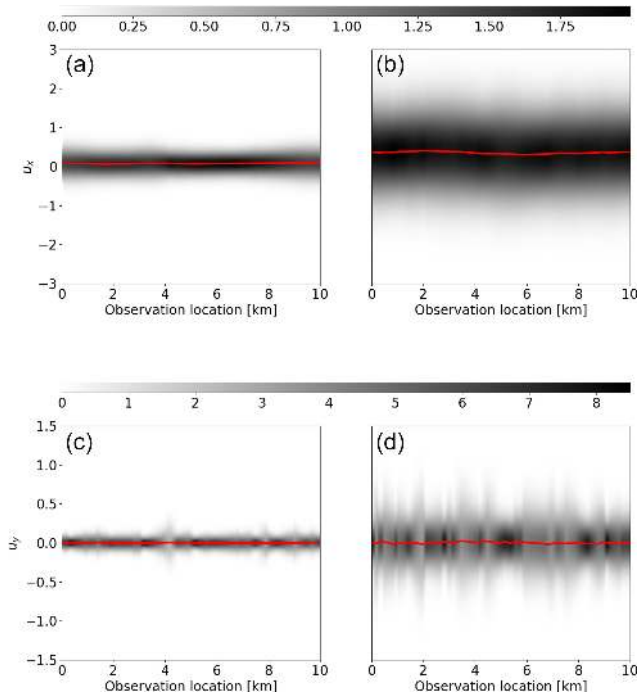 0.00 0.25 0.50 0.75 1.00 1.25 1.50 1.75
(a) (b)
3
2
1
0
−1
−2
−3
u_x
0 2 4 6 8 10 0 2 4 6 8 10
Observation location [km] Observation location [km]
0 1 2 3 4 5 6 7 8
(c) (d)
1.5
1.0
0.5
0.0
−0.5
−1.0
−1.5
u_y
0 2 4 6 8 10 0 2 4 6 8 10
Observation location [km] Observation location [km]